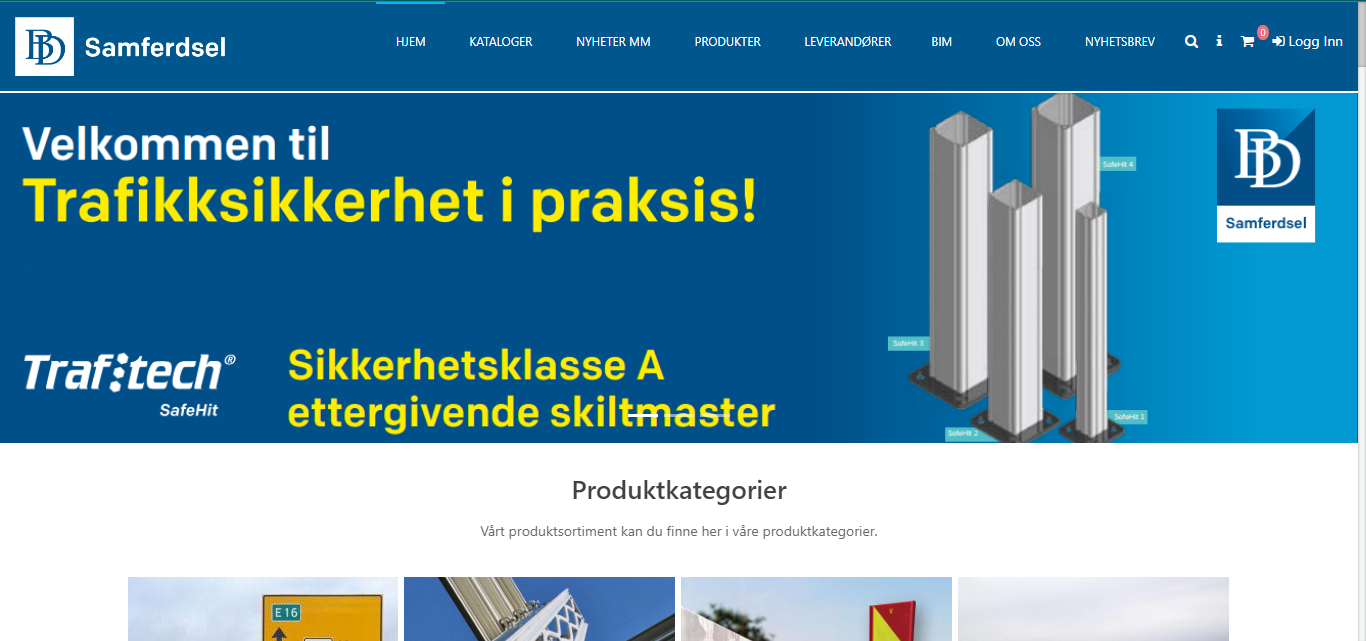 BD Samferdsel
HJEM KATALOGER NYHETER MM PRODUKTER LEVERANDØRER BIM OM OSS NYHETSBREV 0 Logg Inn
Velkommen til
Trafikksikkerhet i praksis!
SafeHit 4
BD
Samferdsel
SafeHit 3
Traftech®
SafeHit
Sikkerhetsklasse A
ettergivende skiltmaster
SafeHit 1
SafeHit 2
Produktkategorier
Vårt produktsortiment kan du finne her i våre produktkategorier.
E16
V